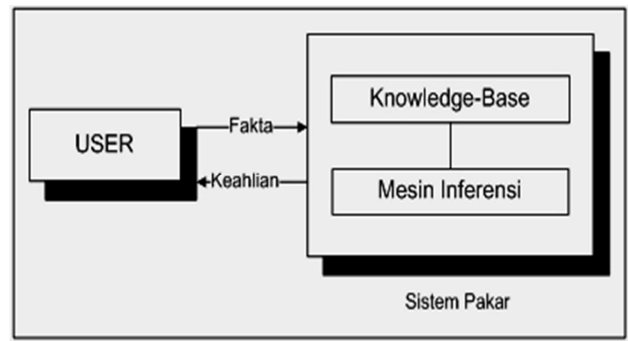 USER
Fakta
Keahlian
Knowledge-Base
Mesin Inferensi
Sistem Pakar